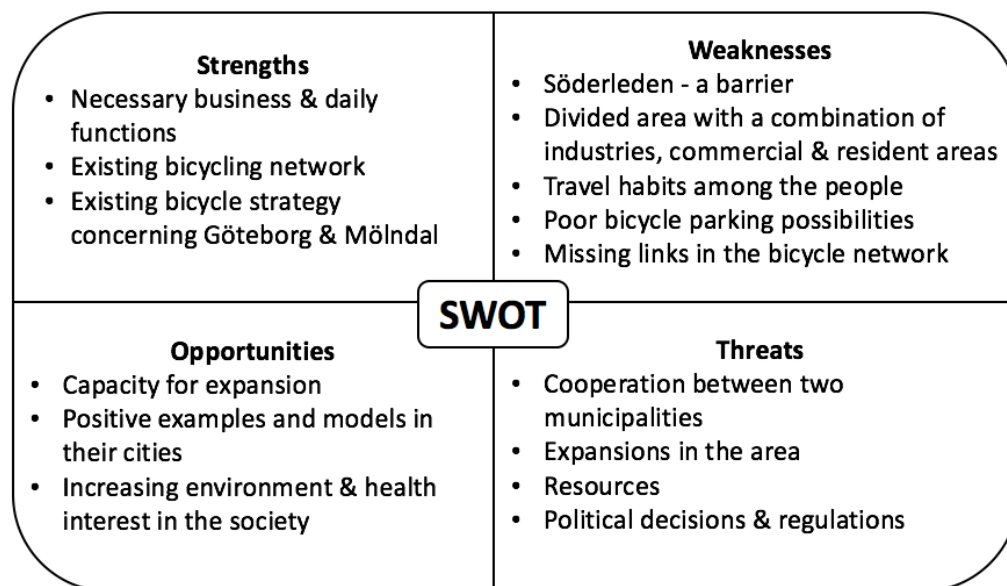 Strengths
• Necessary business & daily
functions
• Existing bicycling network
• Existing bicycle strategy
concerning Göteborg & Mölndal
Weaknesses
• Söderleden - a barrier
• Divided area with a combination of
industries, commercial & resident areas
• Travel habits among the people
• Poor bicycle parking possibilities
• Missing links in the bicycle network
SWOT
Opportunities
• Capacity for expansion
• Positive examples and models in
their cities
• Increasing environment & health
interest in the society
Threats
• Cooperation between two
municipalities
• Expansions in the area
• Resources
• Political decisions & regulations